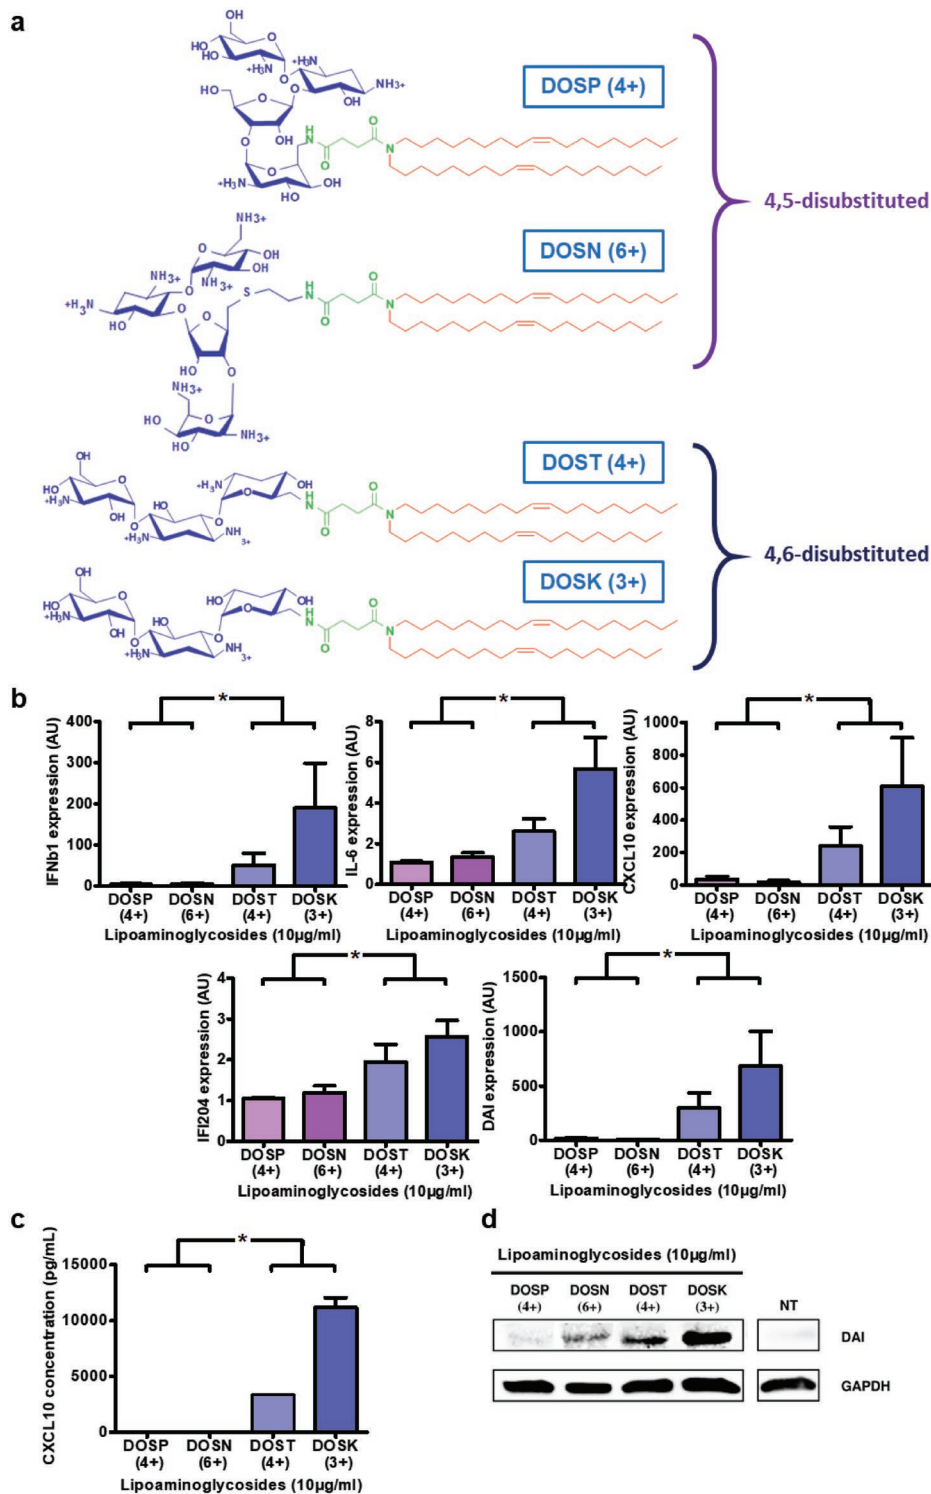 a
DOSP (4+)
4,5-disubstituted
DOSN (6+)
DOST (4+)
4,6-disubstituted
DOSK (3+)
b
IFNb1 expression (AU)
400
300
200
100
0
DOSP DOSN DOST DOSK
(4+) (6+) (4+) (3+)
Lipoaminoglycosides (10µg/ml)
*
IL-6 expression (AU)
8
6
4
2
0
DOSP DOSN DOST DOSK
(4+) (6+) (4+) (3+)
Lipoaminoglycosides (10µg/ml)
*
CXCL10 expression (AU)
1000
800
600
400
200
0
DOSP DOSN DOST DOSK
(4+) (6+) (4+) (3+)
Lipoaminoglycosides (10µg/ml)
*
IFI204 expression (AU)
4
3
2
1
0
DOSP DOSN DOST DOSK
(4+) (6+) (4+) (3+)
Lipoaminoglycosides (10µg/ml)
*
DAI expression (AU)
1500
1000
500
0
DOSP DOSN DOST DOSK
(4+) (6+) (4+) (3+)
Lipoaminoglycosides (10µg/ml)
*
c
CXCL10 concentration (pg/mL)
15000
10000
5000
0
DOSP DOSN DOST DOSK
(4+) (6+) (4+) (3+)
Lipoaminoglycosides (10µg/ml)
*
d
Lipoaminoglycosides (10µg/ml)
DOSP DOSN DOST DOSK
(4+) (6+) (4+) (3+)
NT
DAI
GAPDH